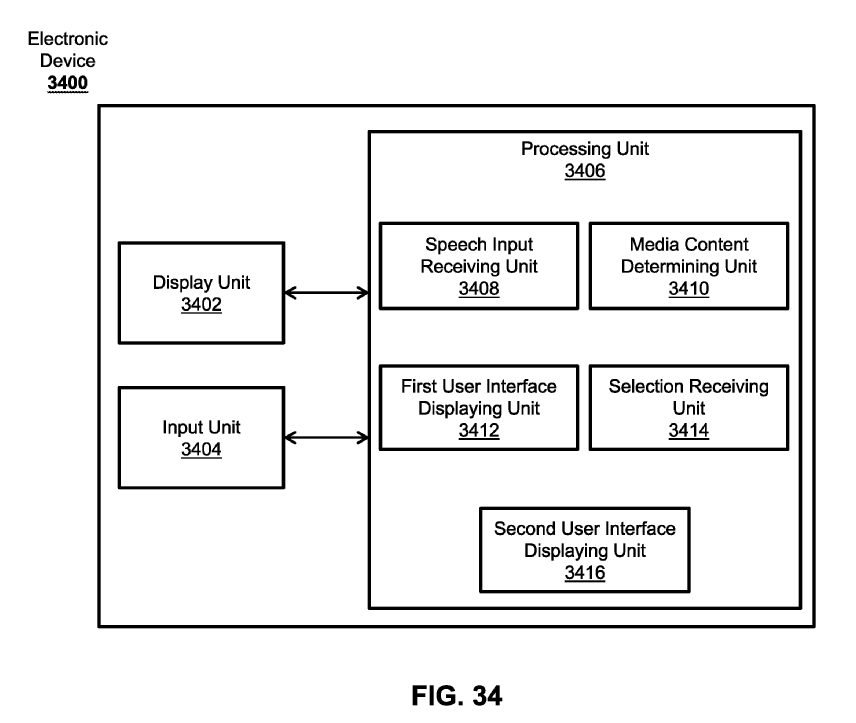 Electronic
Device
3400
Processing Unit
3406
Speech Input
Receiving Unit
3408
Media Content
Determining Unit
3410
Display Unit
3402
First User Interface
Displaying Unit
3412
Selection Receiving
Unit
3414
Input Unit
3404
Second User Interface
Displaying Unit
3416
FIG. 34